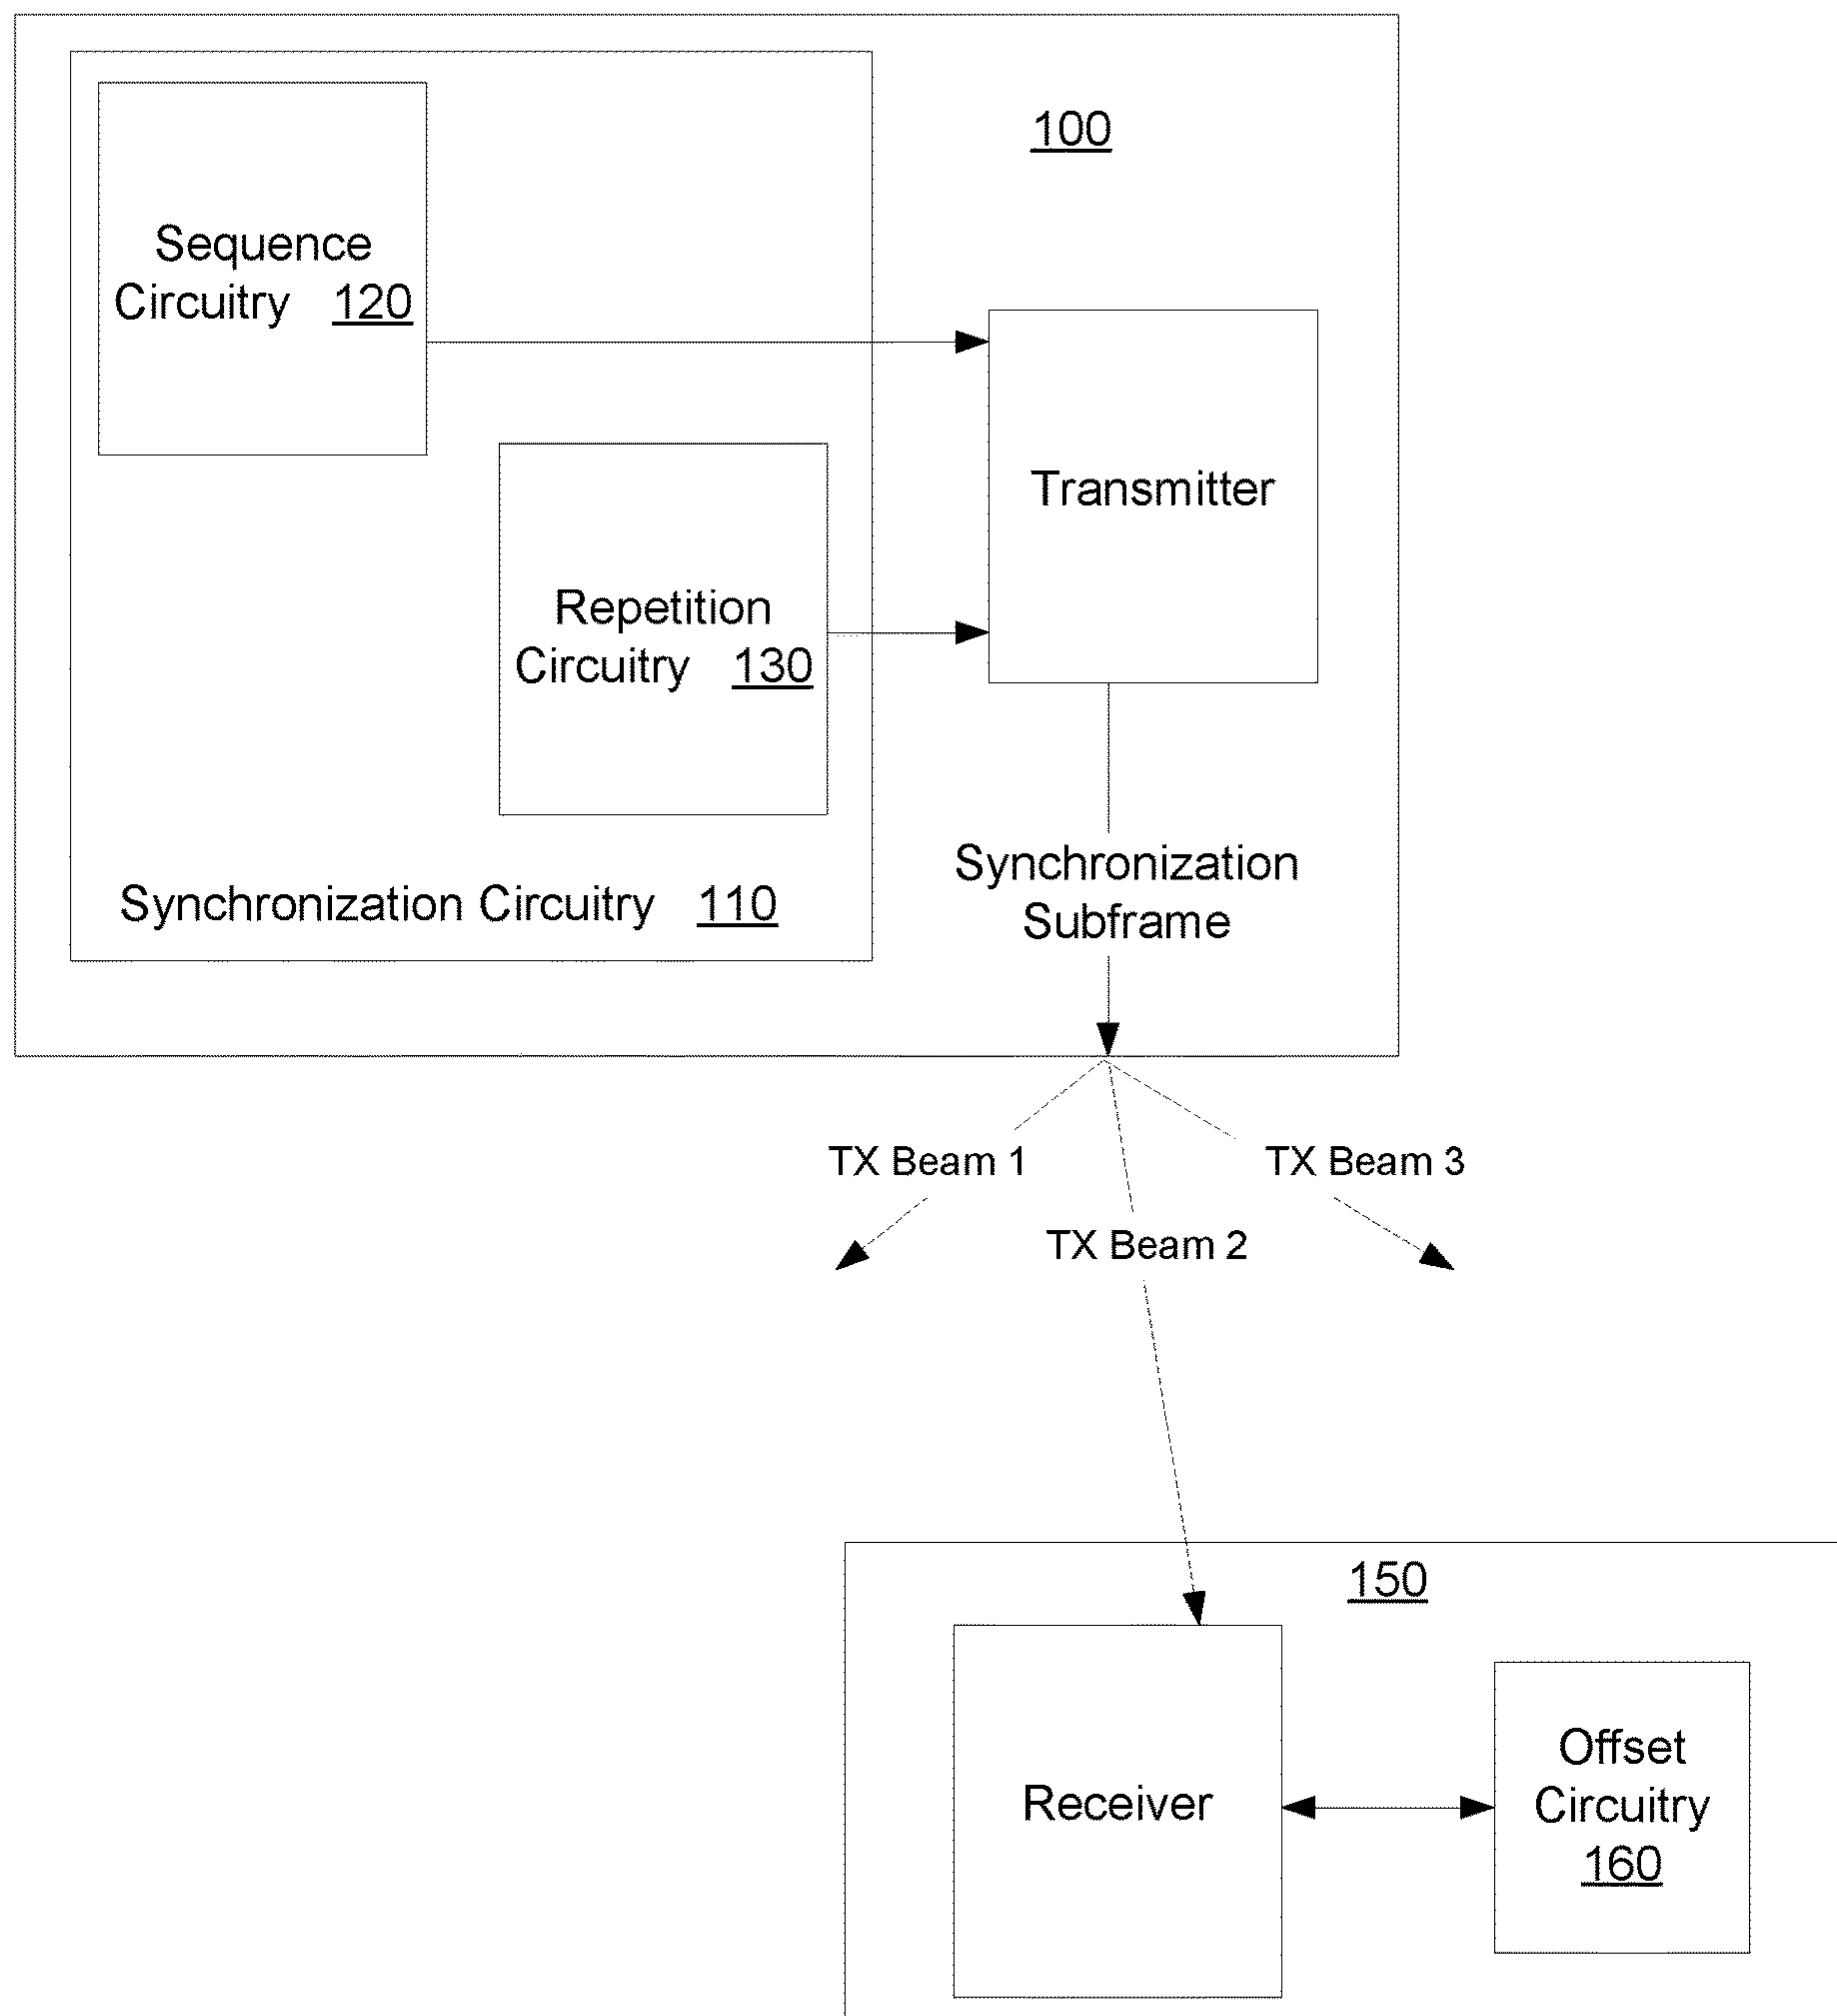 100
Sequence
Circuitry 120
Transmitter
Repetition
Circuitry 130
Synchronization
Subframe
Synchronization Circuitry 110
TX Beam 1
TX Beam 3
TX Beam 2
150
Receiver
Offset
Circuitry
160